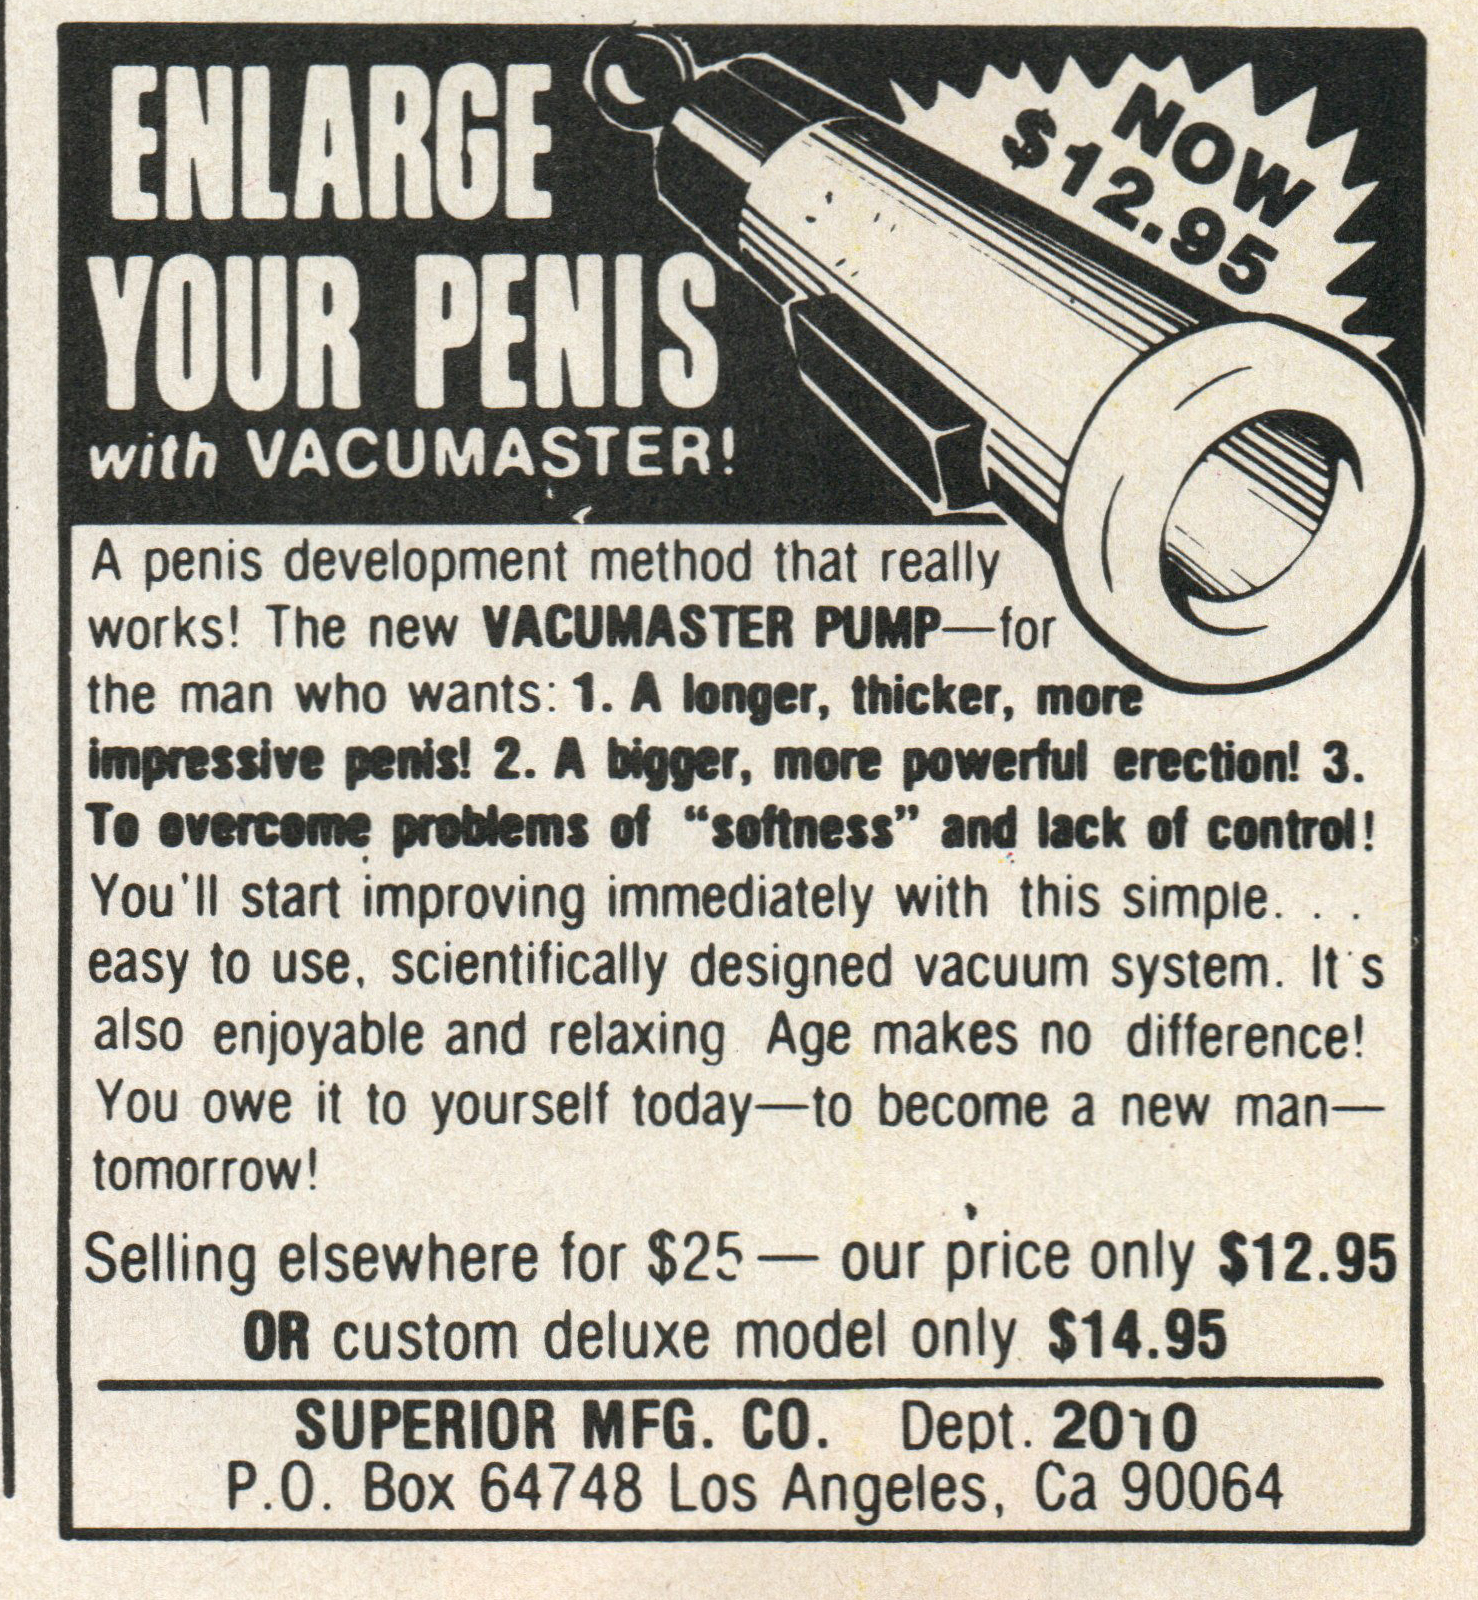 ENLARGE
YOUR PENIS
with VACUMASTER!
NOW
$12.95
A penis development method that really
works! The new VACUMASTER PUMP—for
the man who wants: 1. A longer, thicker, more
impressive penis! 2. A bigger, more powerful erection! 3.
To overcome problems of "softness" and lack of control!
You'll start improving immediately with this simple. . .
easy to use, scientifically designed vacuum system. It's
also enjoyable and relaxing Age makes no difference!
You owe it to yourself today—to become a new man—
tomorrow!
Selling elsewhere for $25 — our price only $12.95
OR custom deluxe model only $14.95
SUPERIOR MFG. CO. Dept. 2010
P.O. Box 64748 Los Angeles, Ca 90064